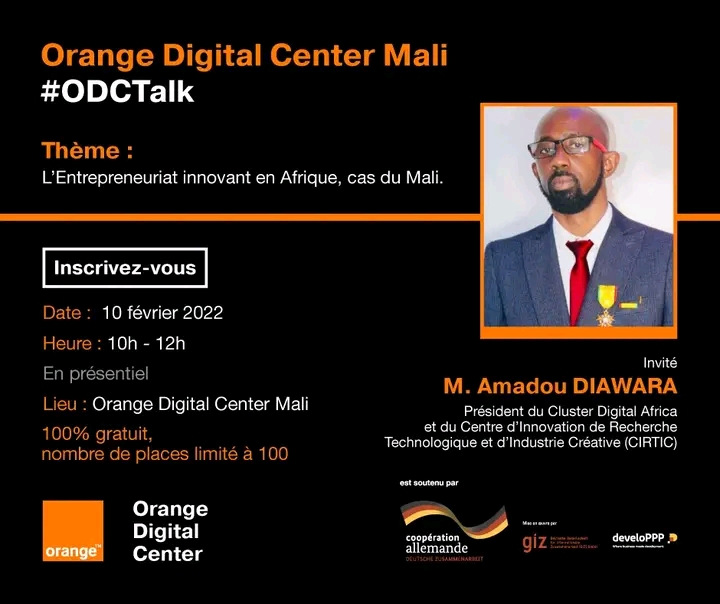 Orange Digital Center Mali
#ODCTalk
Thème :
L’Entrepreneuriat innovant en Afrique, cas du Mali.
Inscrivez-vous
Date : 10 février 2022
Heure : 10h - 12h
En présentiel
Lieu : Orange Digital Center Mali
100% gratuit,
nombre de places limité à 100
Invité
M. Amadou DIAWARA
Président du Cluster Digital Africa
et du Centre d’Innovation de Recherche
Technologique et d’Industrie Créative (CIRTIC)
est soutenu par
orange™
Orange
Digital
Center
coopération
allemande
DEUTSCHE ZUSAMMENARBEIT
Mise en œuvre par
giz
develoPPP